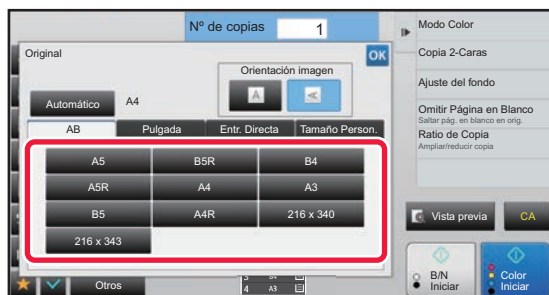 Nº de copias 1
Original
OK
Orientación imagen
Automático A4
A A
AB Pulgada Entr. Directa Tamaño Person.
A5 B5R B4
A5R A4 A3
B5 A4R 216 x 340
216 x 343
Otros
4 A3
Modo Color
Copia 2-Caras
Ajuste del fondo
Omitir Página en Blanco
Saltar pág. en blanco en orig.
Ratio de Copia
Ampliar/reducir copia
Vista previa CA
B/N
Iniciar
Color
Iniciar